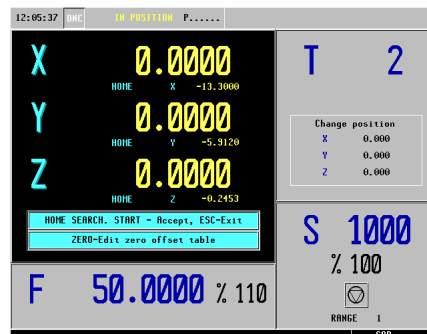 12:05:37 DNC IN POSITION P......
X 0.0000
HOME X -13.3000
Y 0.0000
HOME Y -5.9120
Z 0.0000
HOME Z -0.2453
HOME SEARCH. START - Accept, ESC-Exit
ZERO-Edit zero offset table
F 50.0000 % 110
T 2
Change position
X 0.000
Y 0.000
Z 0.000
S 1000
% 100
RANGE 1